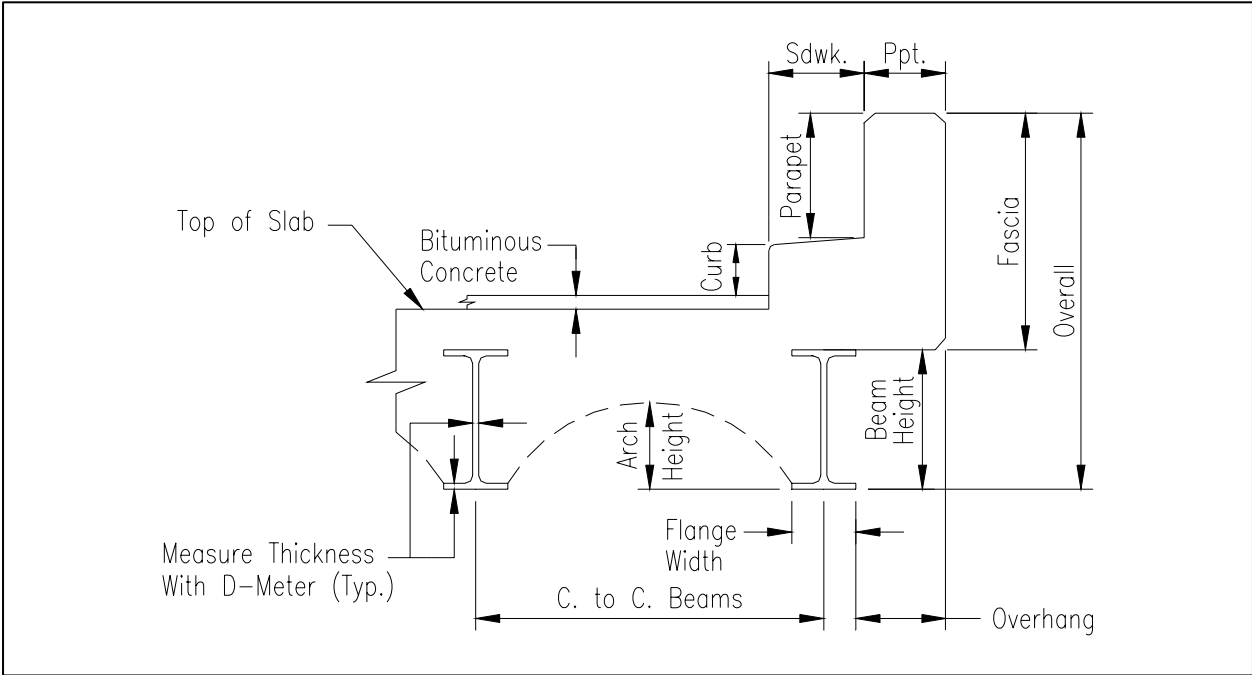 Sdwk.
Ppt.
Parapet
Top of Slab
Bituminous
Concrete
Curb
Fascia
Overall
Arch
Height
Beam
Height
Flange
Width
Measure Thickness
With D-Meter (Typ.)
C. to C. Beams
Overhang